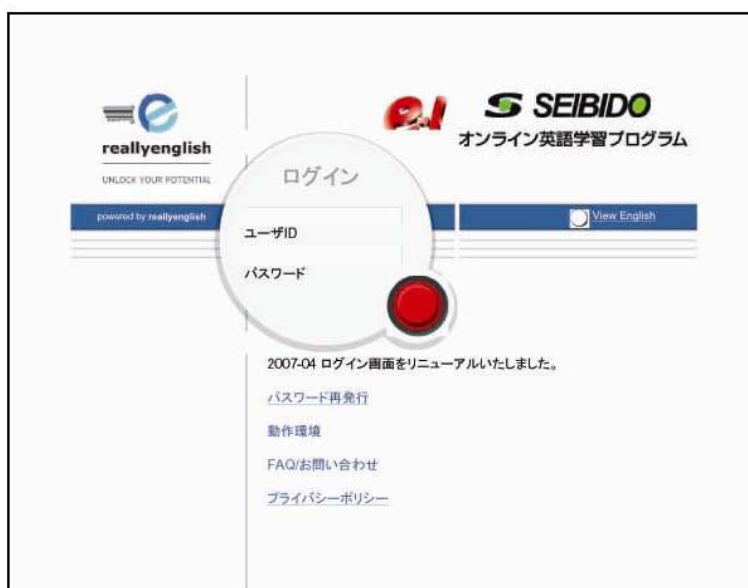 reallyenglish
UNLOCK YOUR POTENTIAL
SEIBIDO
オンライン英語学習プログラム
ログイン
powered by reallyenglish
View English
ユーザID
パスワード
2007-04 ログイン画面をリニューアルいたしました。
パスワード再発行
動作環境
FAQ/お問い合わせ
プライバシーポリシー